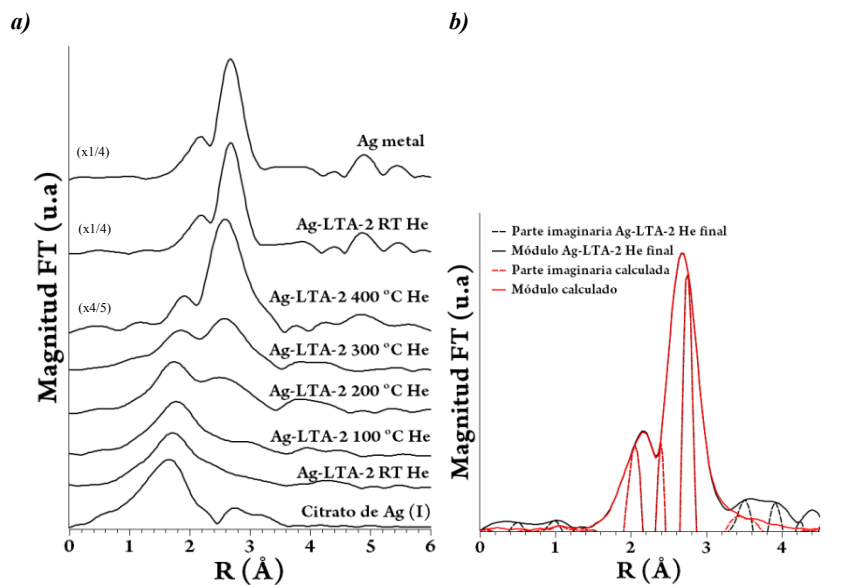 a)
b)
Magnitud FT (u.a)
(x1/4)
Ag metal
(x1/4)
Ag-LTA-2 RT He
(x4/5)
Ag-LTA-2 400 °C He
Ag-LTA-2 300 °C He
Ag-LTA-2 200 °C He
Ag-LTA-2 100 °C He
Ag-LTA-2 RT He
Citrato de Ag (I)
0 1 2 3 4 5 6
R (Å)
Magnitud FT (u.a)
Parte imaginaria Ag-LTA-2 He final
Módulo Ag-LTA-2 He final
Parte imaginaria calculada
Módulo calculado
0 1 2 3 4
R (Å)